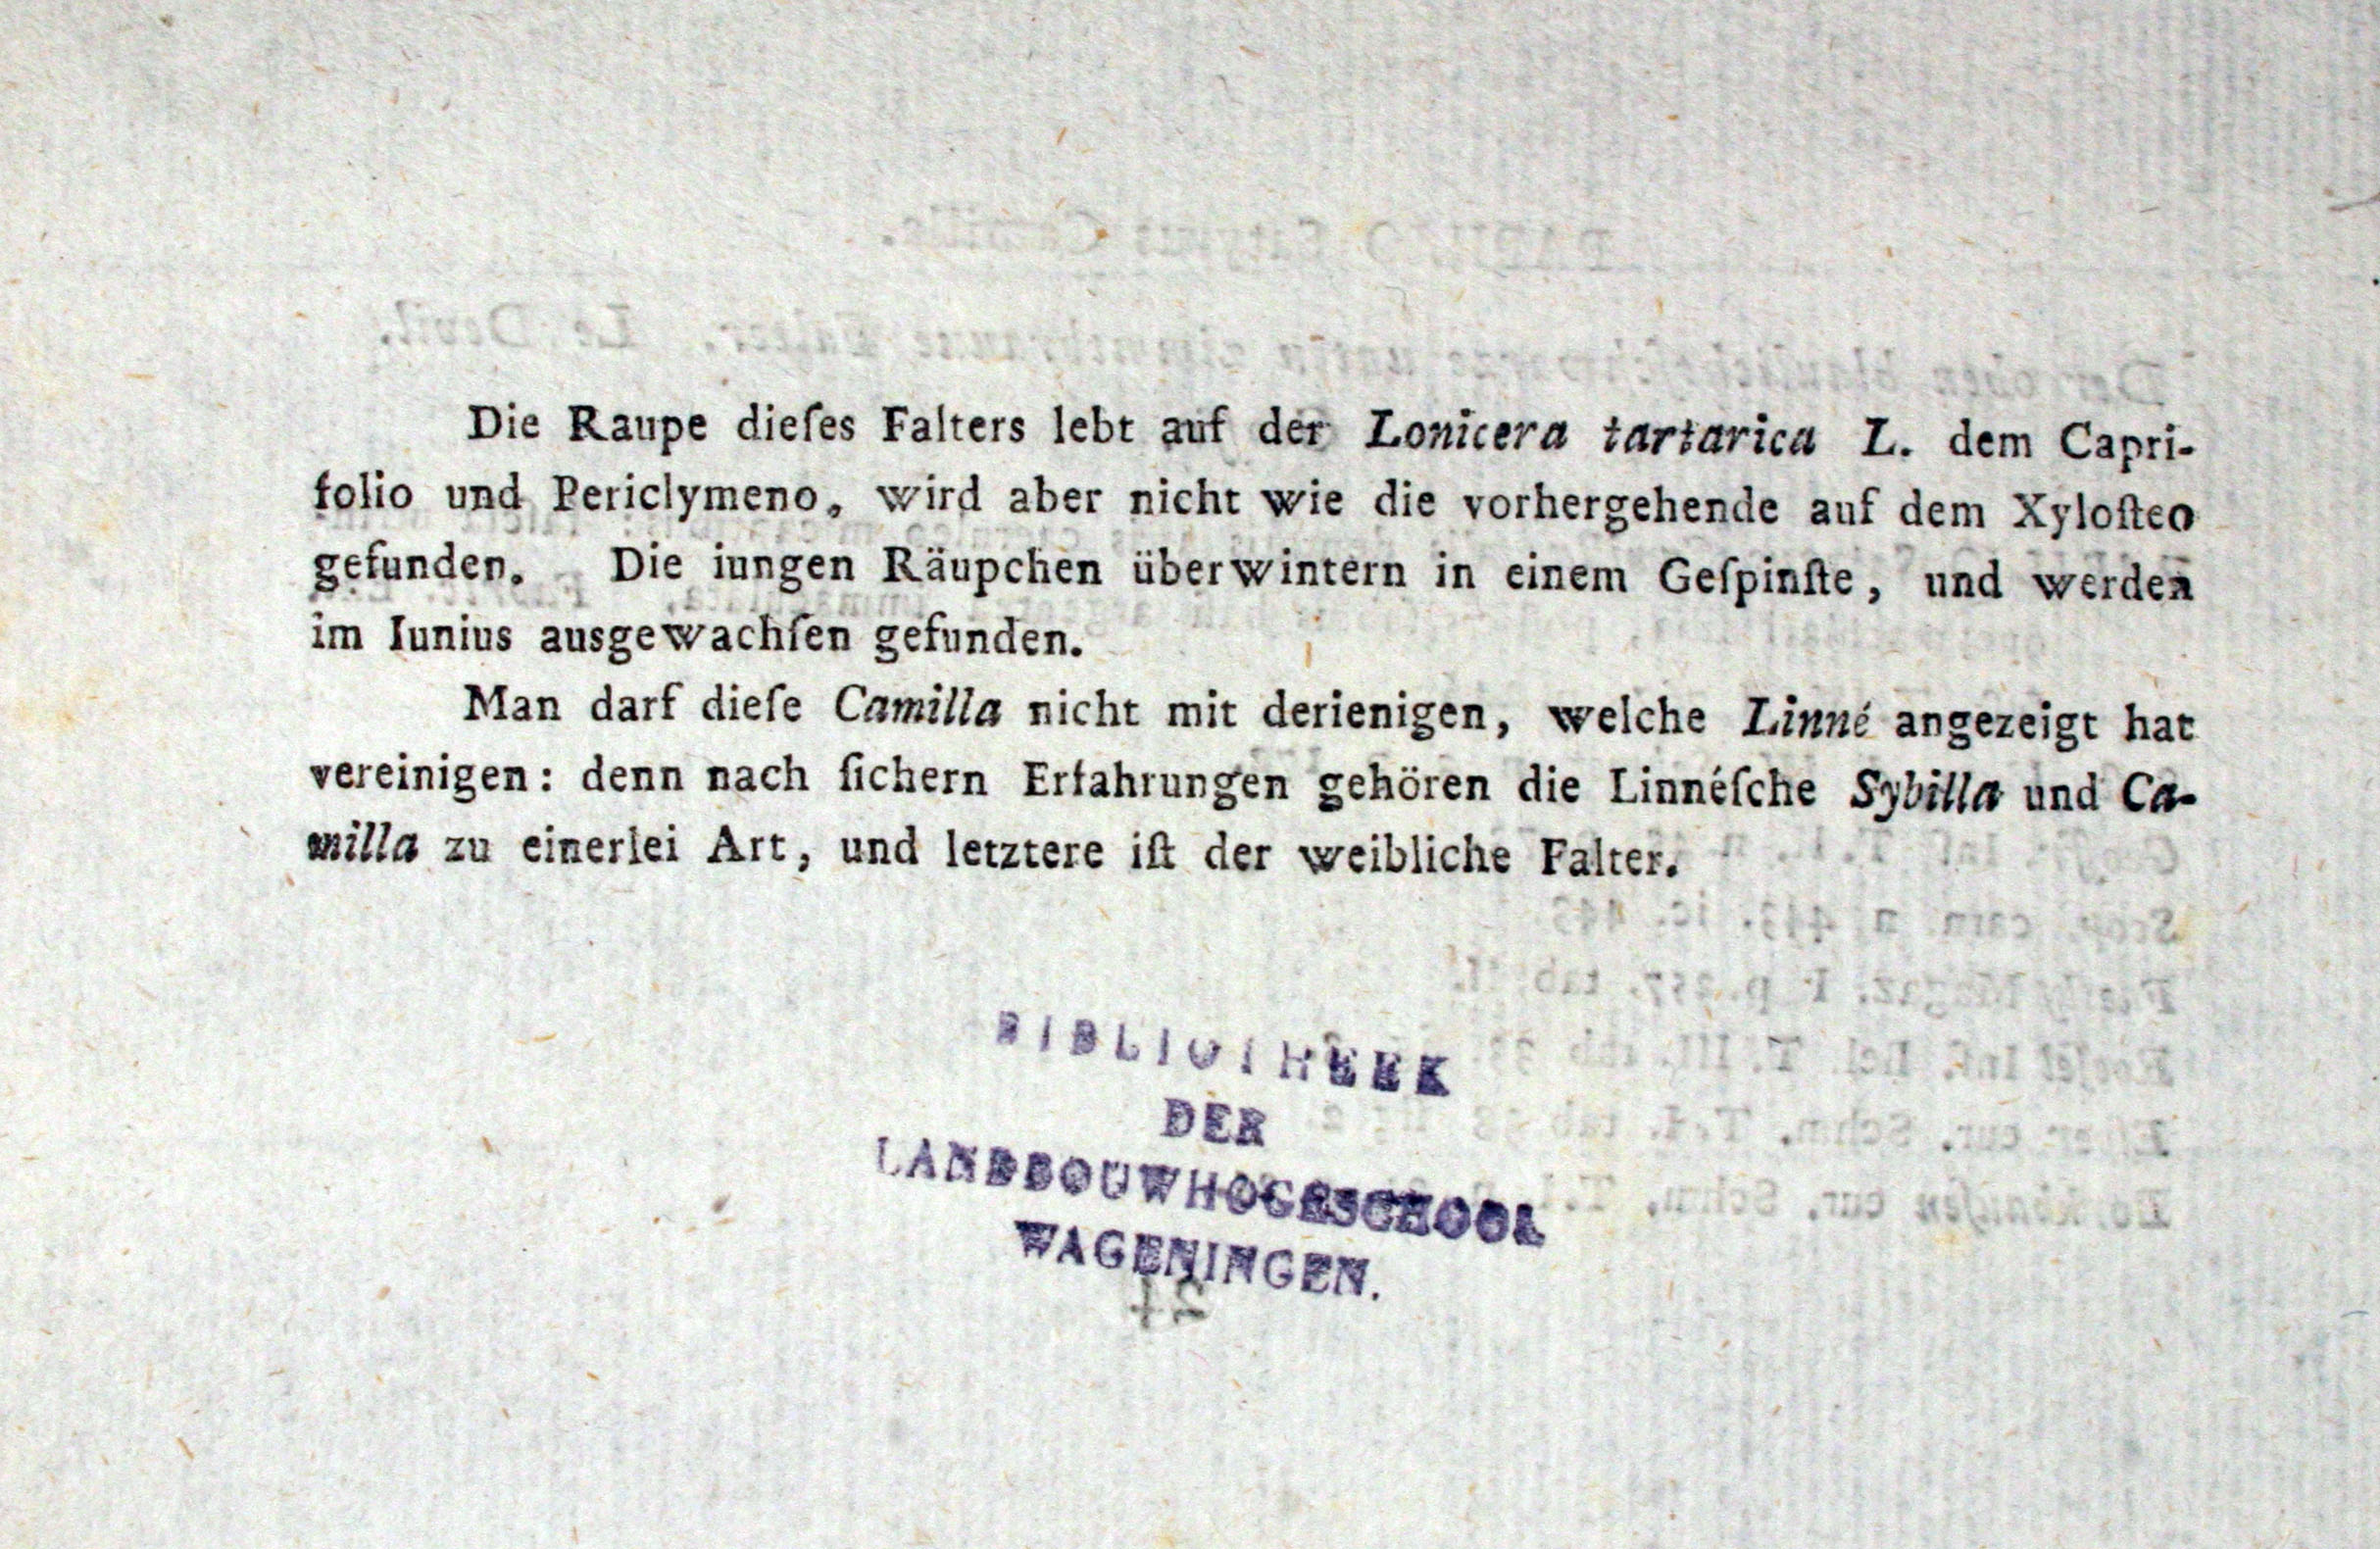 Die Raupe dieſes Falters lebt auf der Lonicera tartarica L. dem Capri-
folio und Periclymeno, wird aber nicht wie die vorhergehende auf dem Xyloſteo
gefunden. Die iungen Räupchen überwintern in einem Geſpinſte, und werden
im Iunius ausgewachſen gefunden.
Man darf dieſe Camilla nicht mit derienigen, welche Linné angezeigt hat
vereinigen: denn nach ſichern Erfahrungen gehören die Linnéſche Sybilla und Ca-
milla zu einerlei Art, und letztere iſt der weibliche Falter.
BIBLIOTHEEK
DER
LANDBOUWHOGESCHOOL
WAGENINGEN.